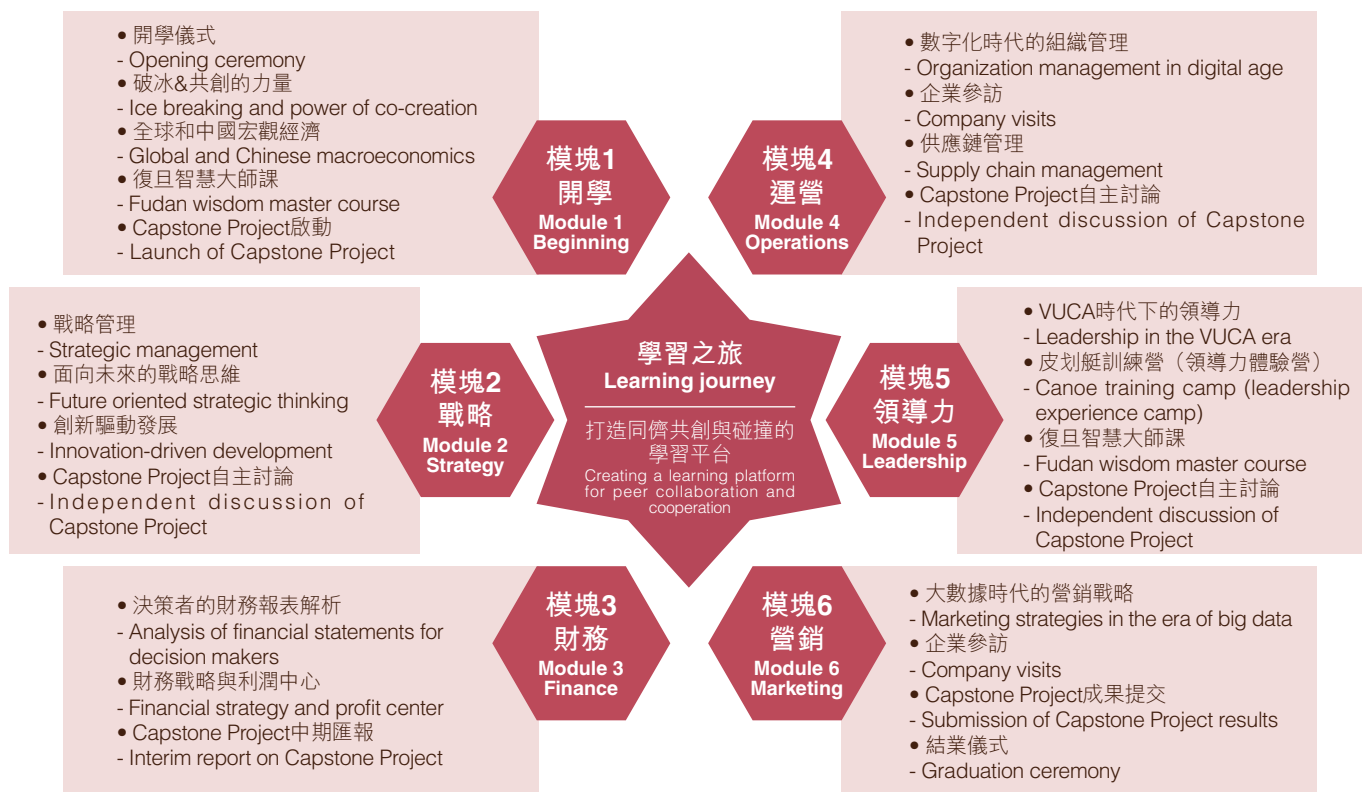 • 開學儀式
- Opening ceremony
• 破冰&共創的力量
- Ice breaking and power of co-creation
• 全球和中國宏觀經濟
- Global and Chinese macroeconomics
• 復旦智慧大師課
- Fudan wisdom master course
• Capstone Project啟動
- Launch of Capstone Project
模塊1
開學
Module 1
Beginning
• 戰略管理
- Strategic management
• 面向未來的戰略思維
- Future oriented strategic thinking
• 創新驅動發展
- Innovation-driven development
• Capstone Project自主討論
- Independent discussion of
Capstone Project
模塊2
戰略
Module 2
Strategy
• 決策者的財務報表解析
- Analysis of financial statements for
decision makers
• 財務戰略與利潤中心
- Financial strategy and profit center
• Capstone Project中期匯報
- Interim report on Capstone Project
模塊3
財務
Module 3
Finance
學習之旅
Learning journey
打造同儕共創與碰撞的
學習平台
Creating a learning platform
for peer collaboration and
cooperation
模塊4
運營
Module 4
Operations
• 數字化時代的組織管理
- Organization management in digital age
• 企業參訪
- Company visits
• 供應鏈管理
- Supply chain management
• Capstone Project自主討論
- Independent discussion of Capstone
Project
模塊5
領導力
Module 5
Leadership
• VUCA時代下的領導力
- Leadership in the VUCA era
• 皮划艇訓練營（領導力體驗營）
- Canoe training camp (leadership
experience camp)
• 復旦智慧大師課
- Fudan wisdom master course
• Capstone Project自主討論
- Independent discussion of
Capstone Project
模塊6
營銷
Module 6
Marketing
• 大數據時代的營銷戰略
- Marketing strategies in the era of big data
• 企業參訪
- Company visits
• Capstone Project成果提交
- Submission of Capstone Project results
• 結業儀式
- Graduation ceremony